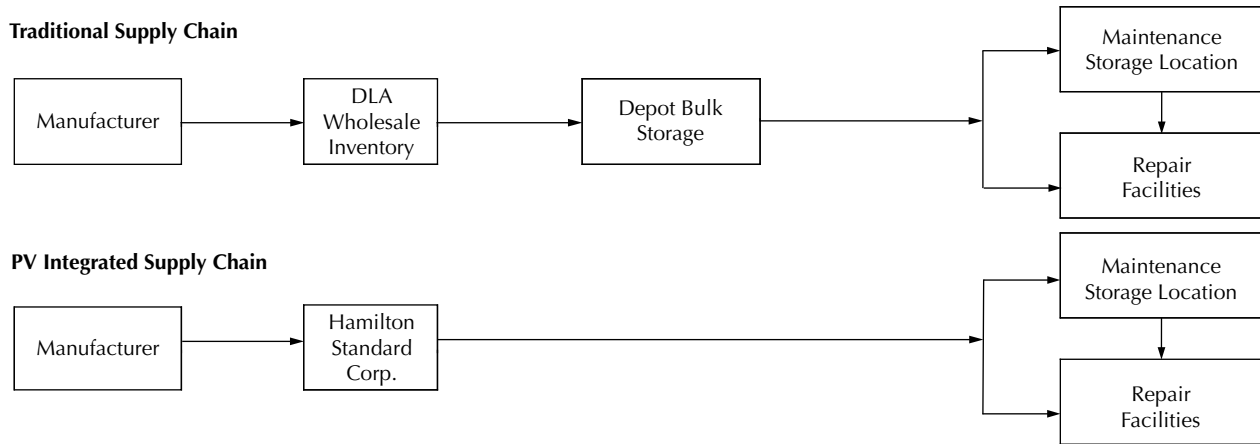 Traditional Supply Chain
Manufacturer
DLA
Wholesale
Inventory
Depot Bulk
Storage
Maintenance
Storage Location
Repair
Facilities
PV Integrated Supply Chain
Manufacturer
Hamilton
Standard
Corp.
Maintenance
Storage Location
Repair
Facilities